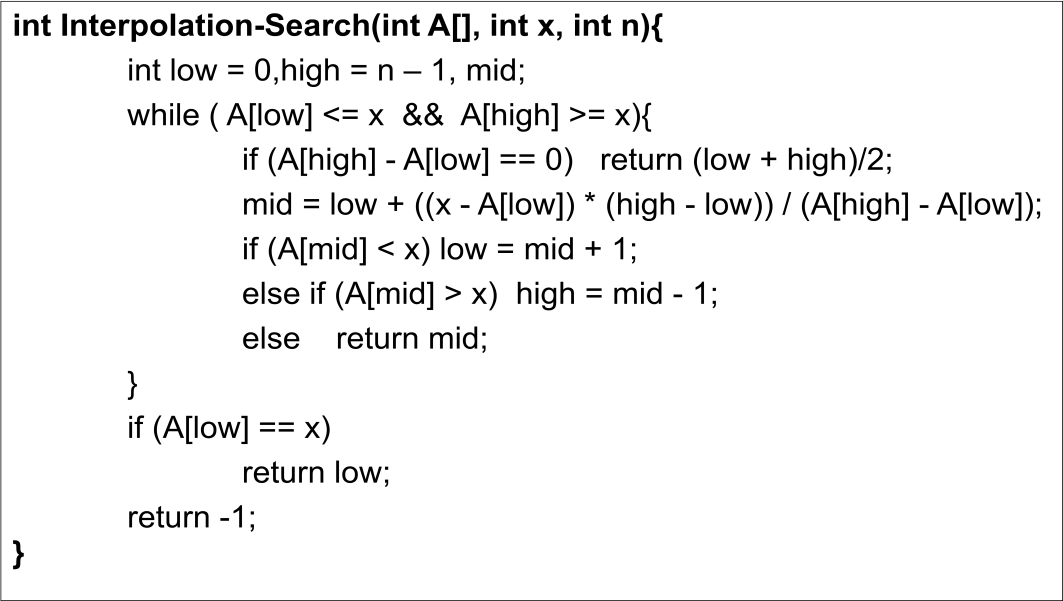 int Interpolation-Search(int A[], int x, int n){
int low = 0,high = n – 1, mid;
while ( A[low] <= x && A[high] >= x){
if (A[high] - A[low] == 0) return (low + high)/2;
mid = low + ((x - A[low]) * (high - low)) / (A[high] - A[low]);
if (A[mid] < x) low = mid + 1;
else if (A[mid] > x) high = mid - 1;
else return mid;
}
if (A[low] == x)
return low;
return -1;
}